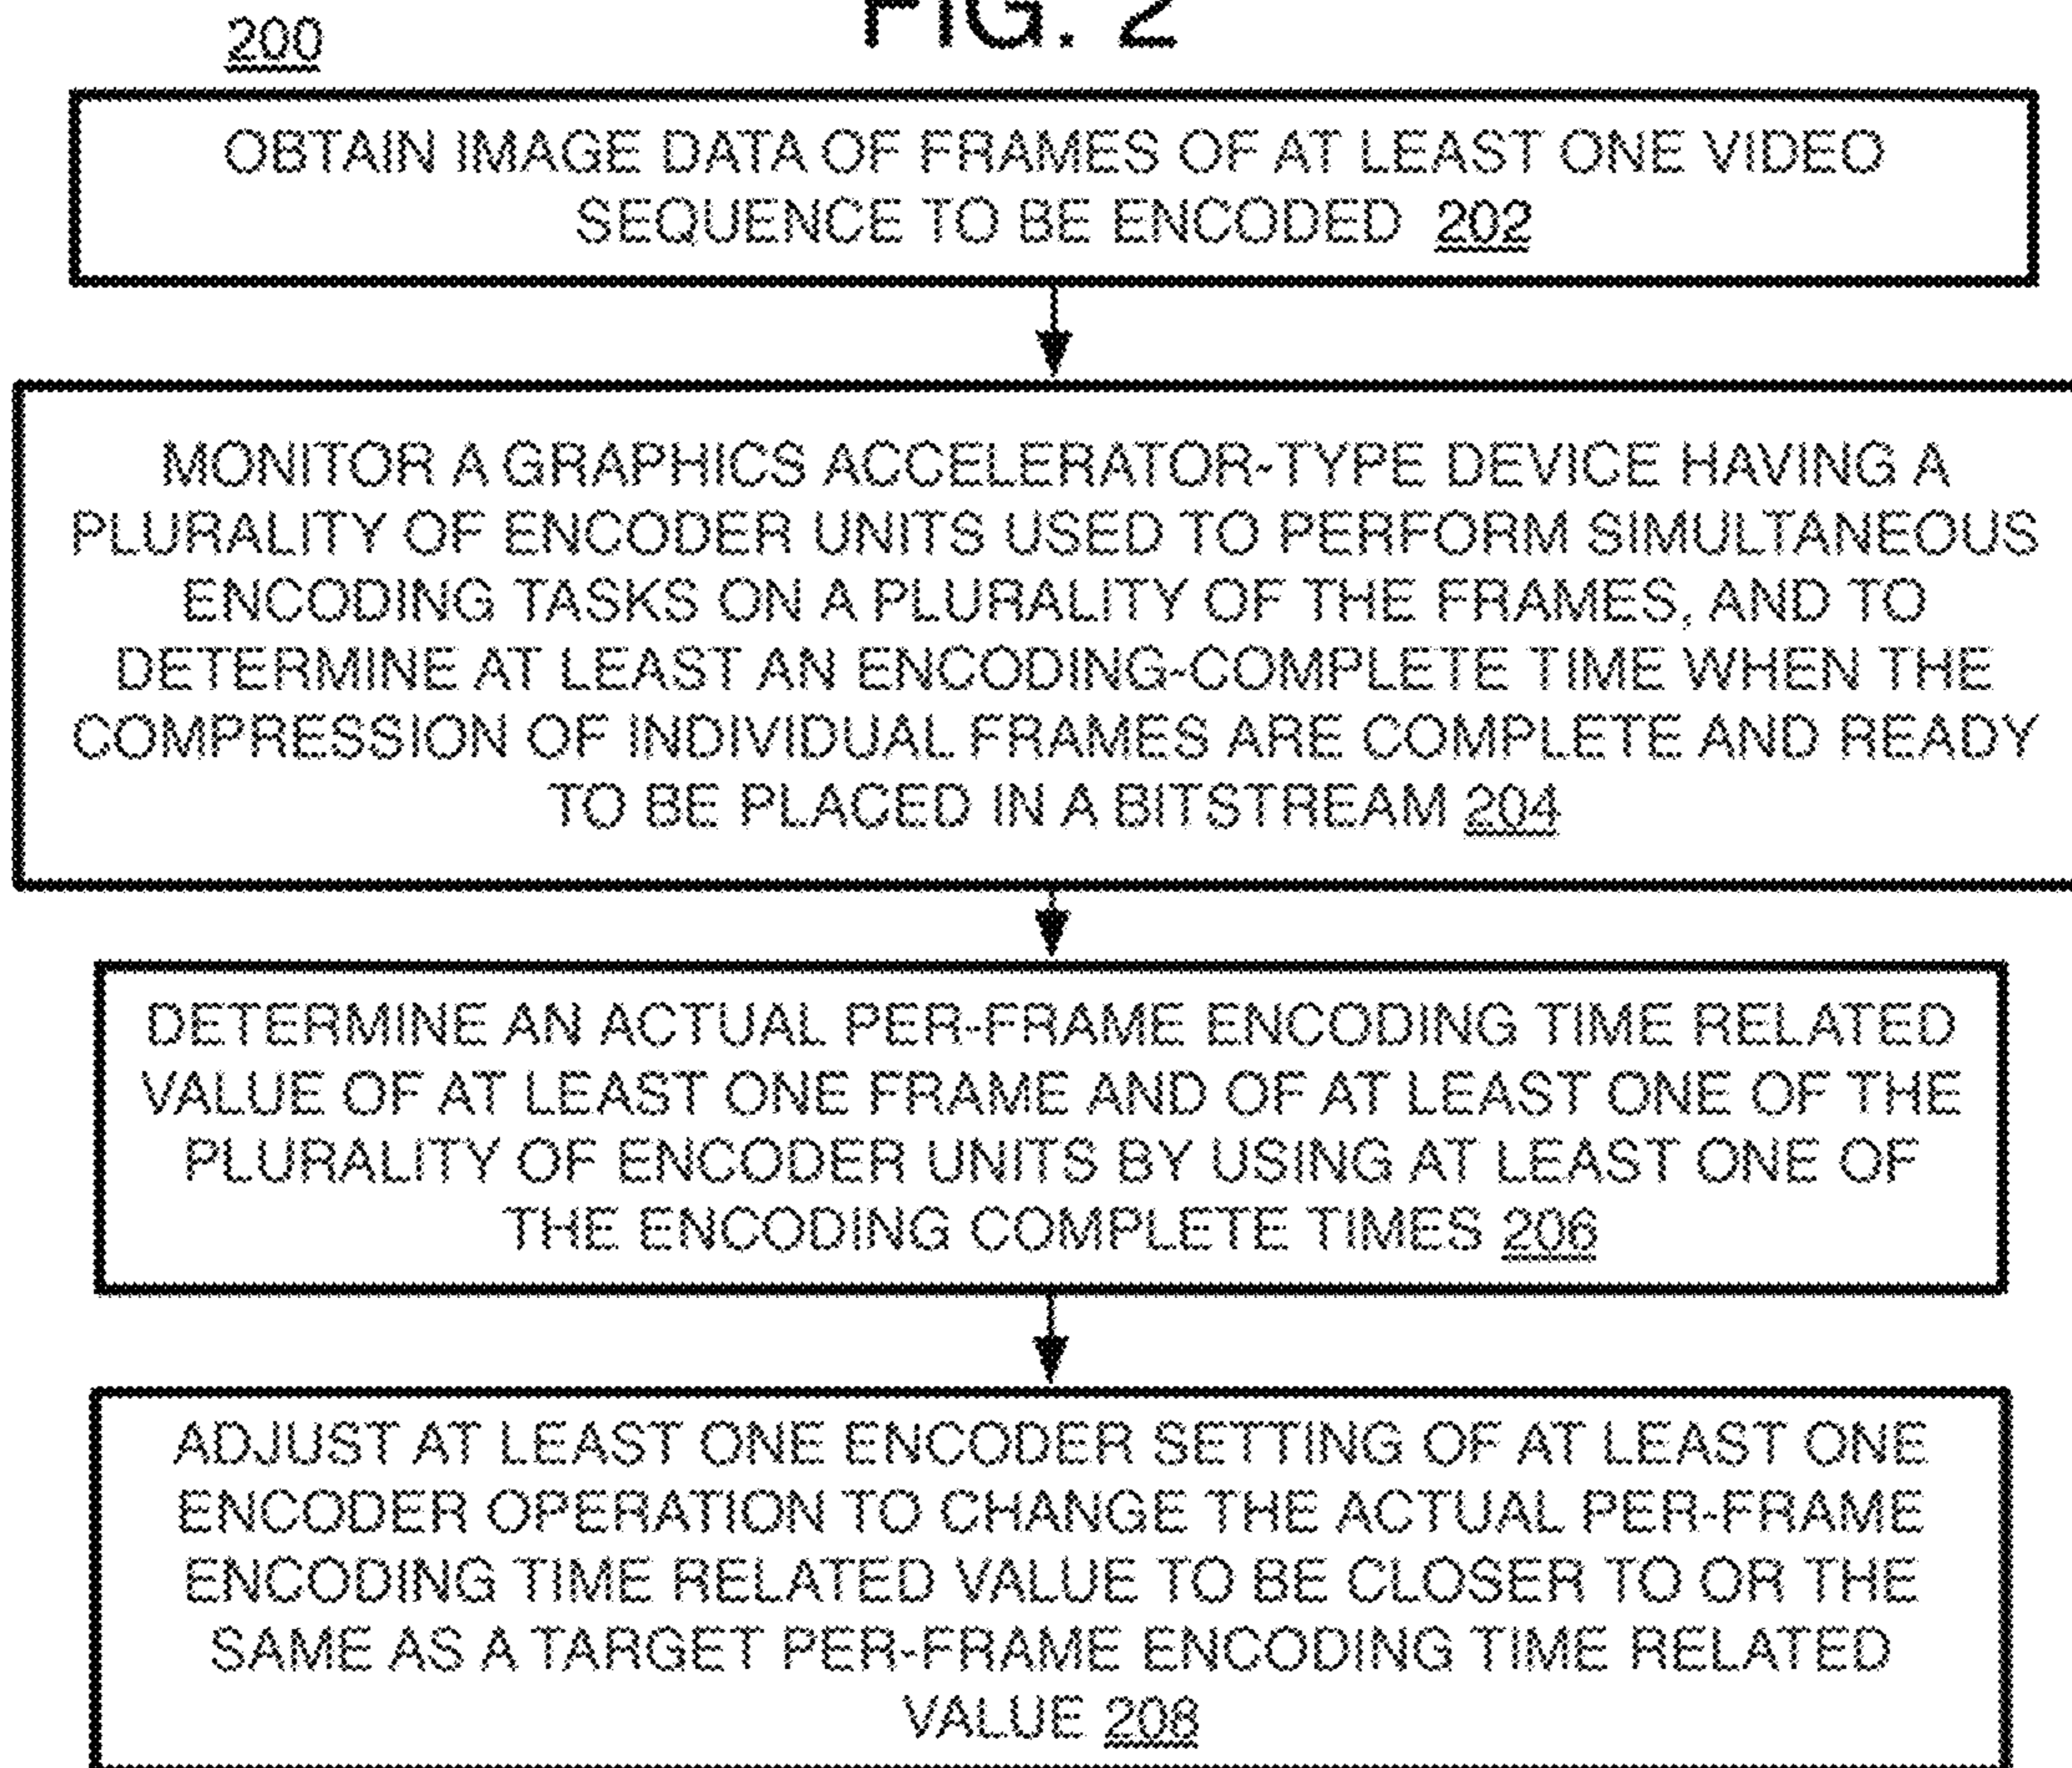 FIG. 2
200
OBTAIN IMAGE DATA OF FRAMES OF AT LEAST ONE VIDEO
SEQUENCE TO BE ENCODED 202
MONITOR A GRAPHICS ACCELERATOR-TYPE DEVICE HAVING A
PLURALITY OF ENCODER UNITS USED TO PERFORM SIMULTANEOUS
ENCODING TASKS ON A PLURALITY OF THE FRAMES, AND TO
DETERMINE AT LEAST AN ENCODING-COMPLETE TIME WHEN THE
COMPRESSION OF INDIVIDUAL FRAMES ARE COMPLETE AND READY
TO BE PLACED IN A BITSTREAM 204
DETERMINE AN ACTUAL PER-FRAME ENCODING TIME RELATED
VALUE OF AT LEAST ONE FRAME AND OF AT LEAST ONE OF THE
PLURALITY OF ENCODER UNITS BY USING AT LEAST ONE OF
THE ENCODING COMPLETE TIMES 206
ADJUST AT LEAST ONE ENCODER SETTING OF AT LEAST ONE
ENCODER OPERATION TO CHANGE THE ACTUAL PER-FRAME
ENCODING TIME RELATED VALUE TO BE CLOSER TO OR THE
SAME AS A TARGET PER-FRAME ENCODING TIME RELATED
VALUE 208